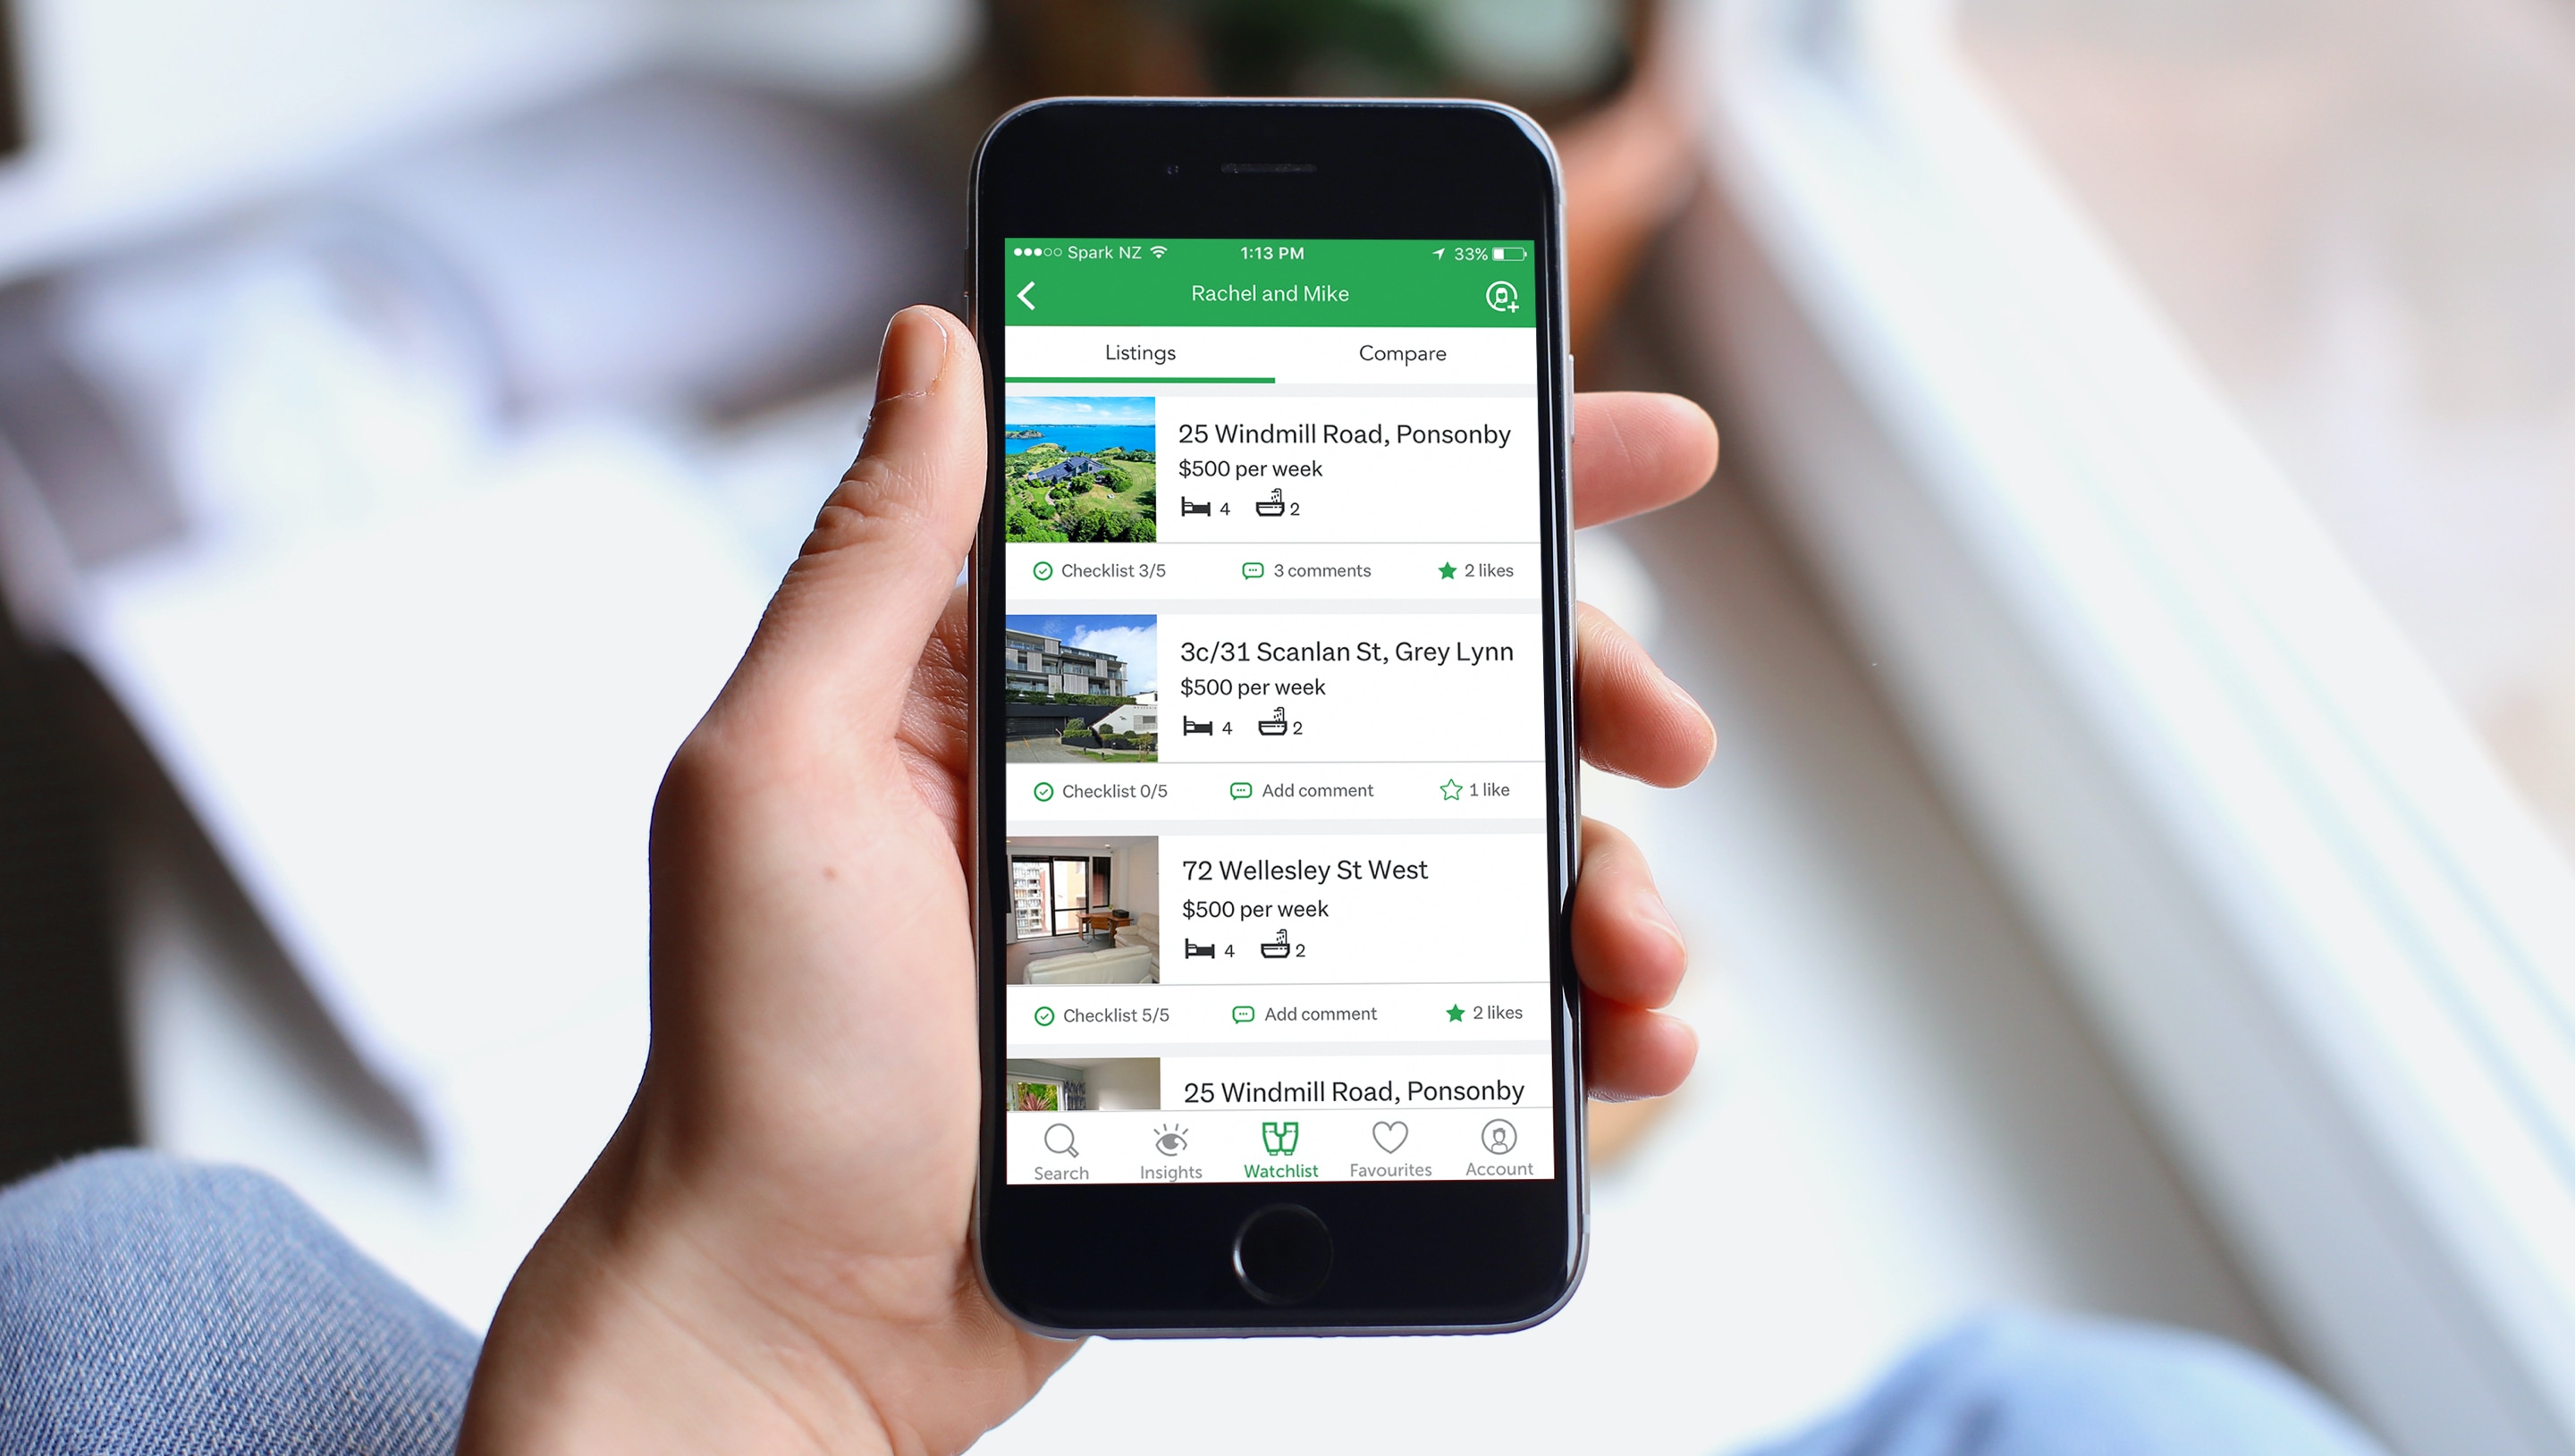 Spark NZ 1:13 PM 33%
Rachel and Mike
Listings Compare
25 Windmill Road, Ponsonby
$500 per week
4 2
Checklist 3/5 3 comments 2 likes
3c/31 Scanlan St, Grey Lynn
$500 per week
4 2
Checklist 0/5 Add comment 1 like
72 Wellesley St West
$500 per week
4 2
Checklist 5/5 Add comment 2 likes
25 Windmill Road, Ponsonby
Search Insights Watchlist Favourites Account